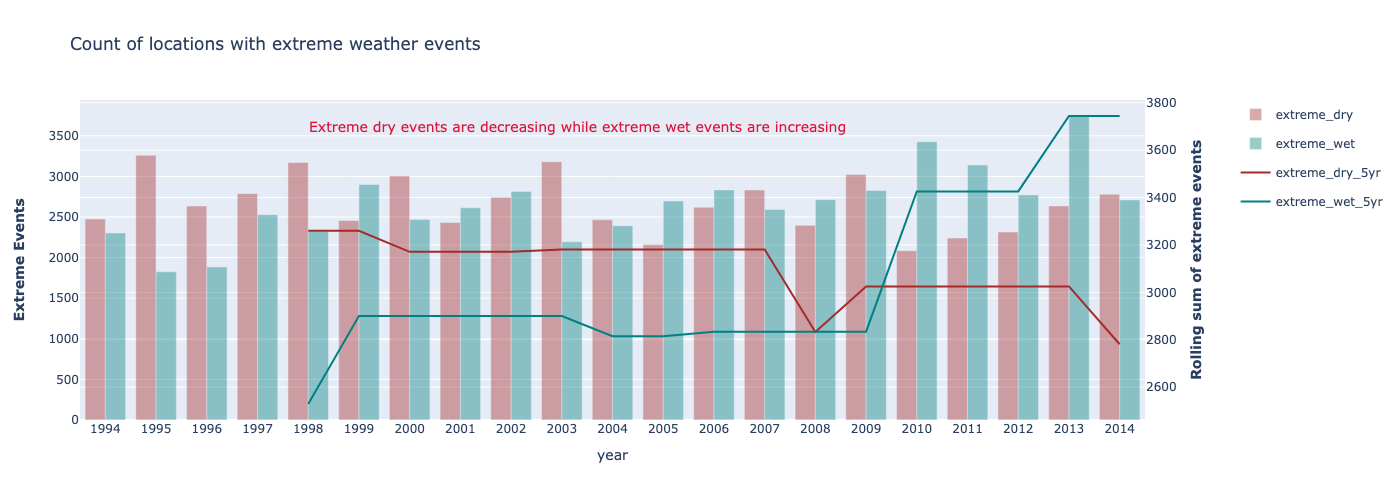 Count of locations with extreme weather events
Extreme dry events are decreasing while extreme wet events are increasing
Extreme Events
3500
3000
2500
2000
1500
1000
500
0
3800
3600
3400
3200
3000
2800
2600
Rolling sum of extreme events
1994 1995 1996 1997 1998 1999 2000 2001 2002 2003 2004 2005 2006 2007 2008 2009 2010 2011 2012 2013 2014
year
extreme_dry
extreme_wet
extreme_dry_5yr
extreme_wet_5yr